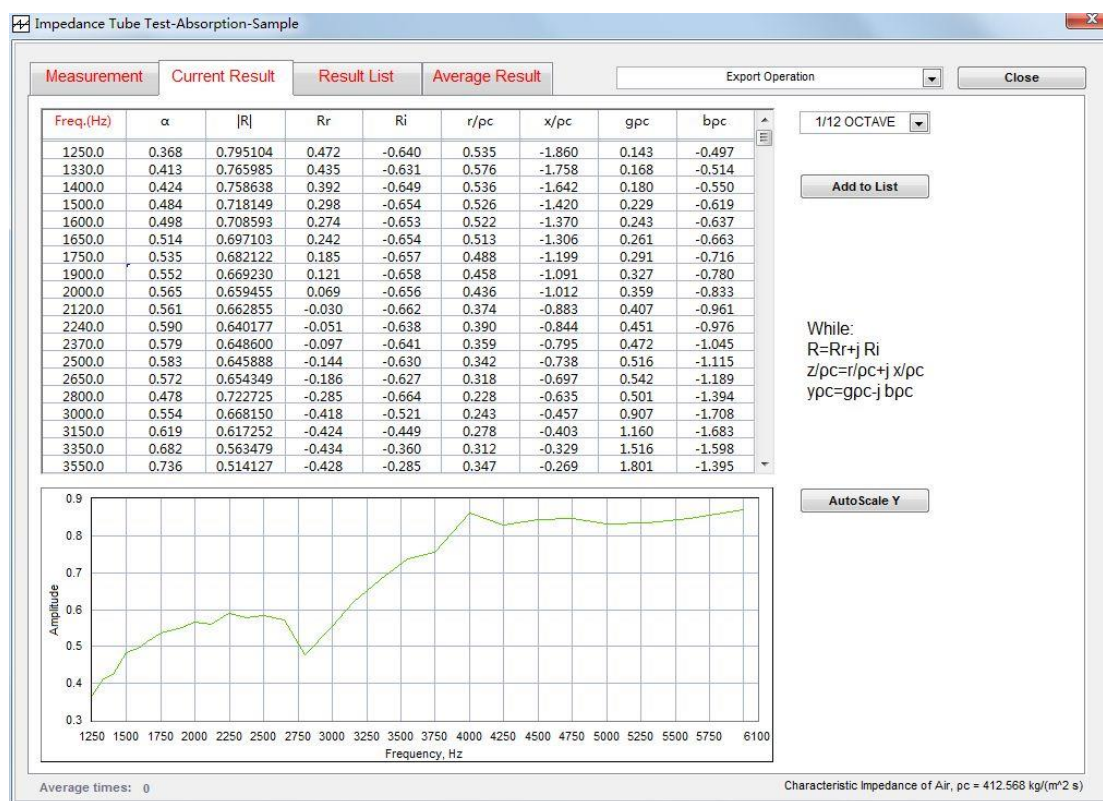 Impedance Tube Test-Absorption-Sample
x
Measurement Current Result Result List Average Result Export Operation Close
Freq.(Hz) α |R| Rr Ri r/ρc x/ρc gρc bρc
1250.0 0.368 0.795104 0.472 -0.640 0.535 -1.860 0.143 -0.497
1330.0 0.413 0.765985 0.435 -0.631 0.576 -1.758 0.168 -0.514
1400.0 0.424 0.758638 0.392 -0.649 0.536 -1.642 0.180 -0.550
1500.0 0.484 0.718149 0.298 -0.654 0.526 -1.420 0.229 -0.619
1600.0 0.498 0.708593 0.274 -0.653 0.522 -1.370 0.243 -0.637
1650.0 0.514 0.697103 0.242 -0.654 0.513 -1.306 0.261 -0.663
1750.0 0.535 0.682122 0.185 -0.657 0.488 -1.199 0.291 -0.716
1900.0 0.552 0.669230 0.121 -0.658 0.458 -1.091 0.327 -0.780
2000.0 0.565 0.659455 0.069 -0.656 0.436 -1.012 0.359 -0.833
2120.0 0.561 0.662855 -0.030 -0.662 0.374 -0.883 0.407 -0.961
2240.0 0.590 0.640177 -0.051 -0.638 0.390 -0.844 0.451 -0.976
2370.0 0.579 0.648600 -0.097 -0.641 0.359 -0.795 0.472 -1.045
2500.0 0.583 0.645888 -0.144 -0.630 0.342 -0.738 0.516 -1.115
2650.0 0.572 0.654349 -0.186 -0.627 0.318 -0.697 0.542 -1.189
2800.0 0.478 0.722725 -0.285 -0.664 0.228 -0.635 0.501 -1.394
3000.0 0.554 0.668150 -0.418 -0.521 0.243 -0.457 0.907 -1.708
3150.0 0.619 0.617252 -0.424 -0.449 0.278 -0.403 1.160 -1.683
3350.0 0.682 0.563479 -0.434 -0.360 0.312 -0.329 1.516 -1.598
3550.0 0.736 0.514127 -0.428 -0.285 0.347 -0.269 1.801 -1.395
1/12 OCTAVE
Add to List
While:
R=Rr+j Ri
z/ρc=r/ρc+j x/ρc
yρc=gρc-j bρc
AutoScale Y
0.9
0.8
0.7
0.6
0.5
0.4
0.3
Amplitude
1250 1500 1750 2000 2250 2500 2750 3000 3250 3500 3750 4000 4250 4500 4750 5000 5250 5500 5750 6100
Frequency, Hz
Average times: 0
Characteristic Impedance of Air, ρc = 412.568 kg/(m^2 s)